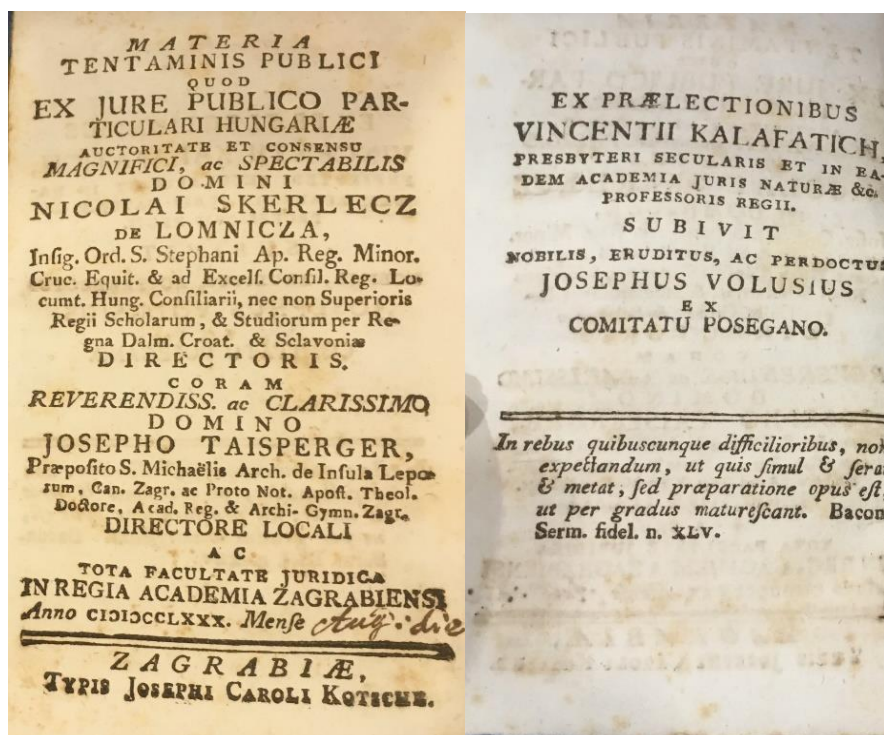 MATERIA
TENTAMINIS PUBLICI
QUOD
EX JURE PUBLICO PAR-
TICULARI HUNGARIÆ
AUCTORITATE ET CONSENSU
MAGNIFICI, ac SPECTABILIS
DOMINI
NICOLAI SKERLECZ
DE LOMNICZA,
Inſig. Ord. S. Stephani Ap. Reg. Minor.
Cruc. Equit. & ad Excelſ. Conſil. Reg. Lo-
cumt. Hung. Conſiliarii, nec non Superioris
Regii Scholarum, & Studiorum per Re-
gna Dalm. Croat. & Sclavoniæ
DIRECTORIS.
CORAM
REVERENDISS. ac CLARISSIMO
DOMINO
JOSEPHO TAISPERGER,
Præpoſito S. Michaëlis Arch. de Inſula Lepo-
rum, Can. Zagr. ac Proto Not. Apoſt. Theol.
Doctore, Acad. Reg. & Archi-Gymn. Zagr.
DIRECTORE LOCALI
AC
TOTA FACULTATE JURIDICA
IN REGIA ACADEMIA ZAGRABIENSI
Anno CIƆIƆCCLXXX. Menſe Aug: die
ZAGRABIÆ,
TYPIS JOSEPHI CAROLI KOTSCHE.
EX PRÆLECTIONIBUS
VINCENTII KALAFATICH,
PRESBYTERI SECULARIS ET IN EA-
DEM ACADEMIA JURIS NATURÆ &c.
PROFESSORIS REGII.
SUBIVIT
NOBILIS, ERUDITUS, AC PERDOCTUS
JOSEPHUS VOLUSIUS
EX
COMITATU POSEGANO.
In rebus quibuscunque difficilioribus, non
expectandum, ut quis ſimul & ſerat
& metat, ſed præparatione opus eſt,
ut per gradus matureſcant. Bacon
Serm. fidel. n. XLV.